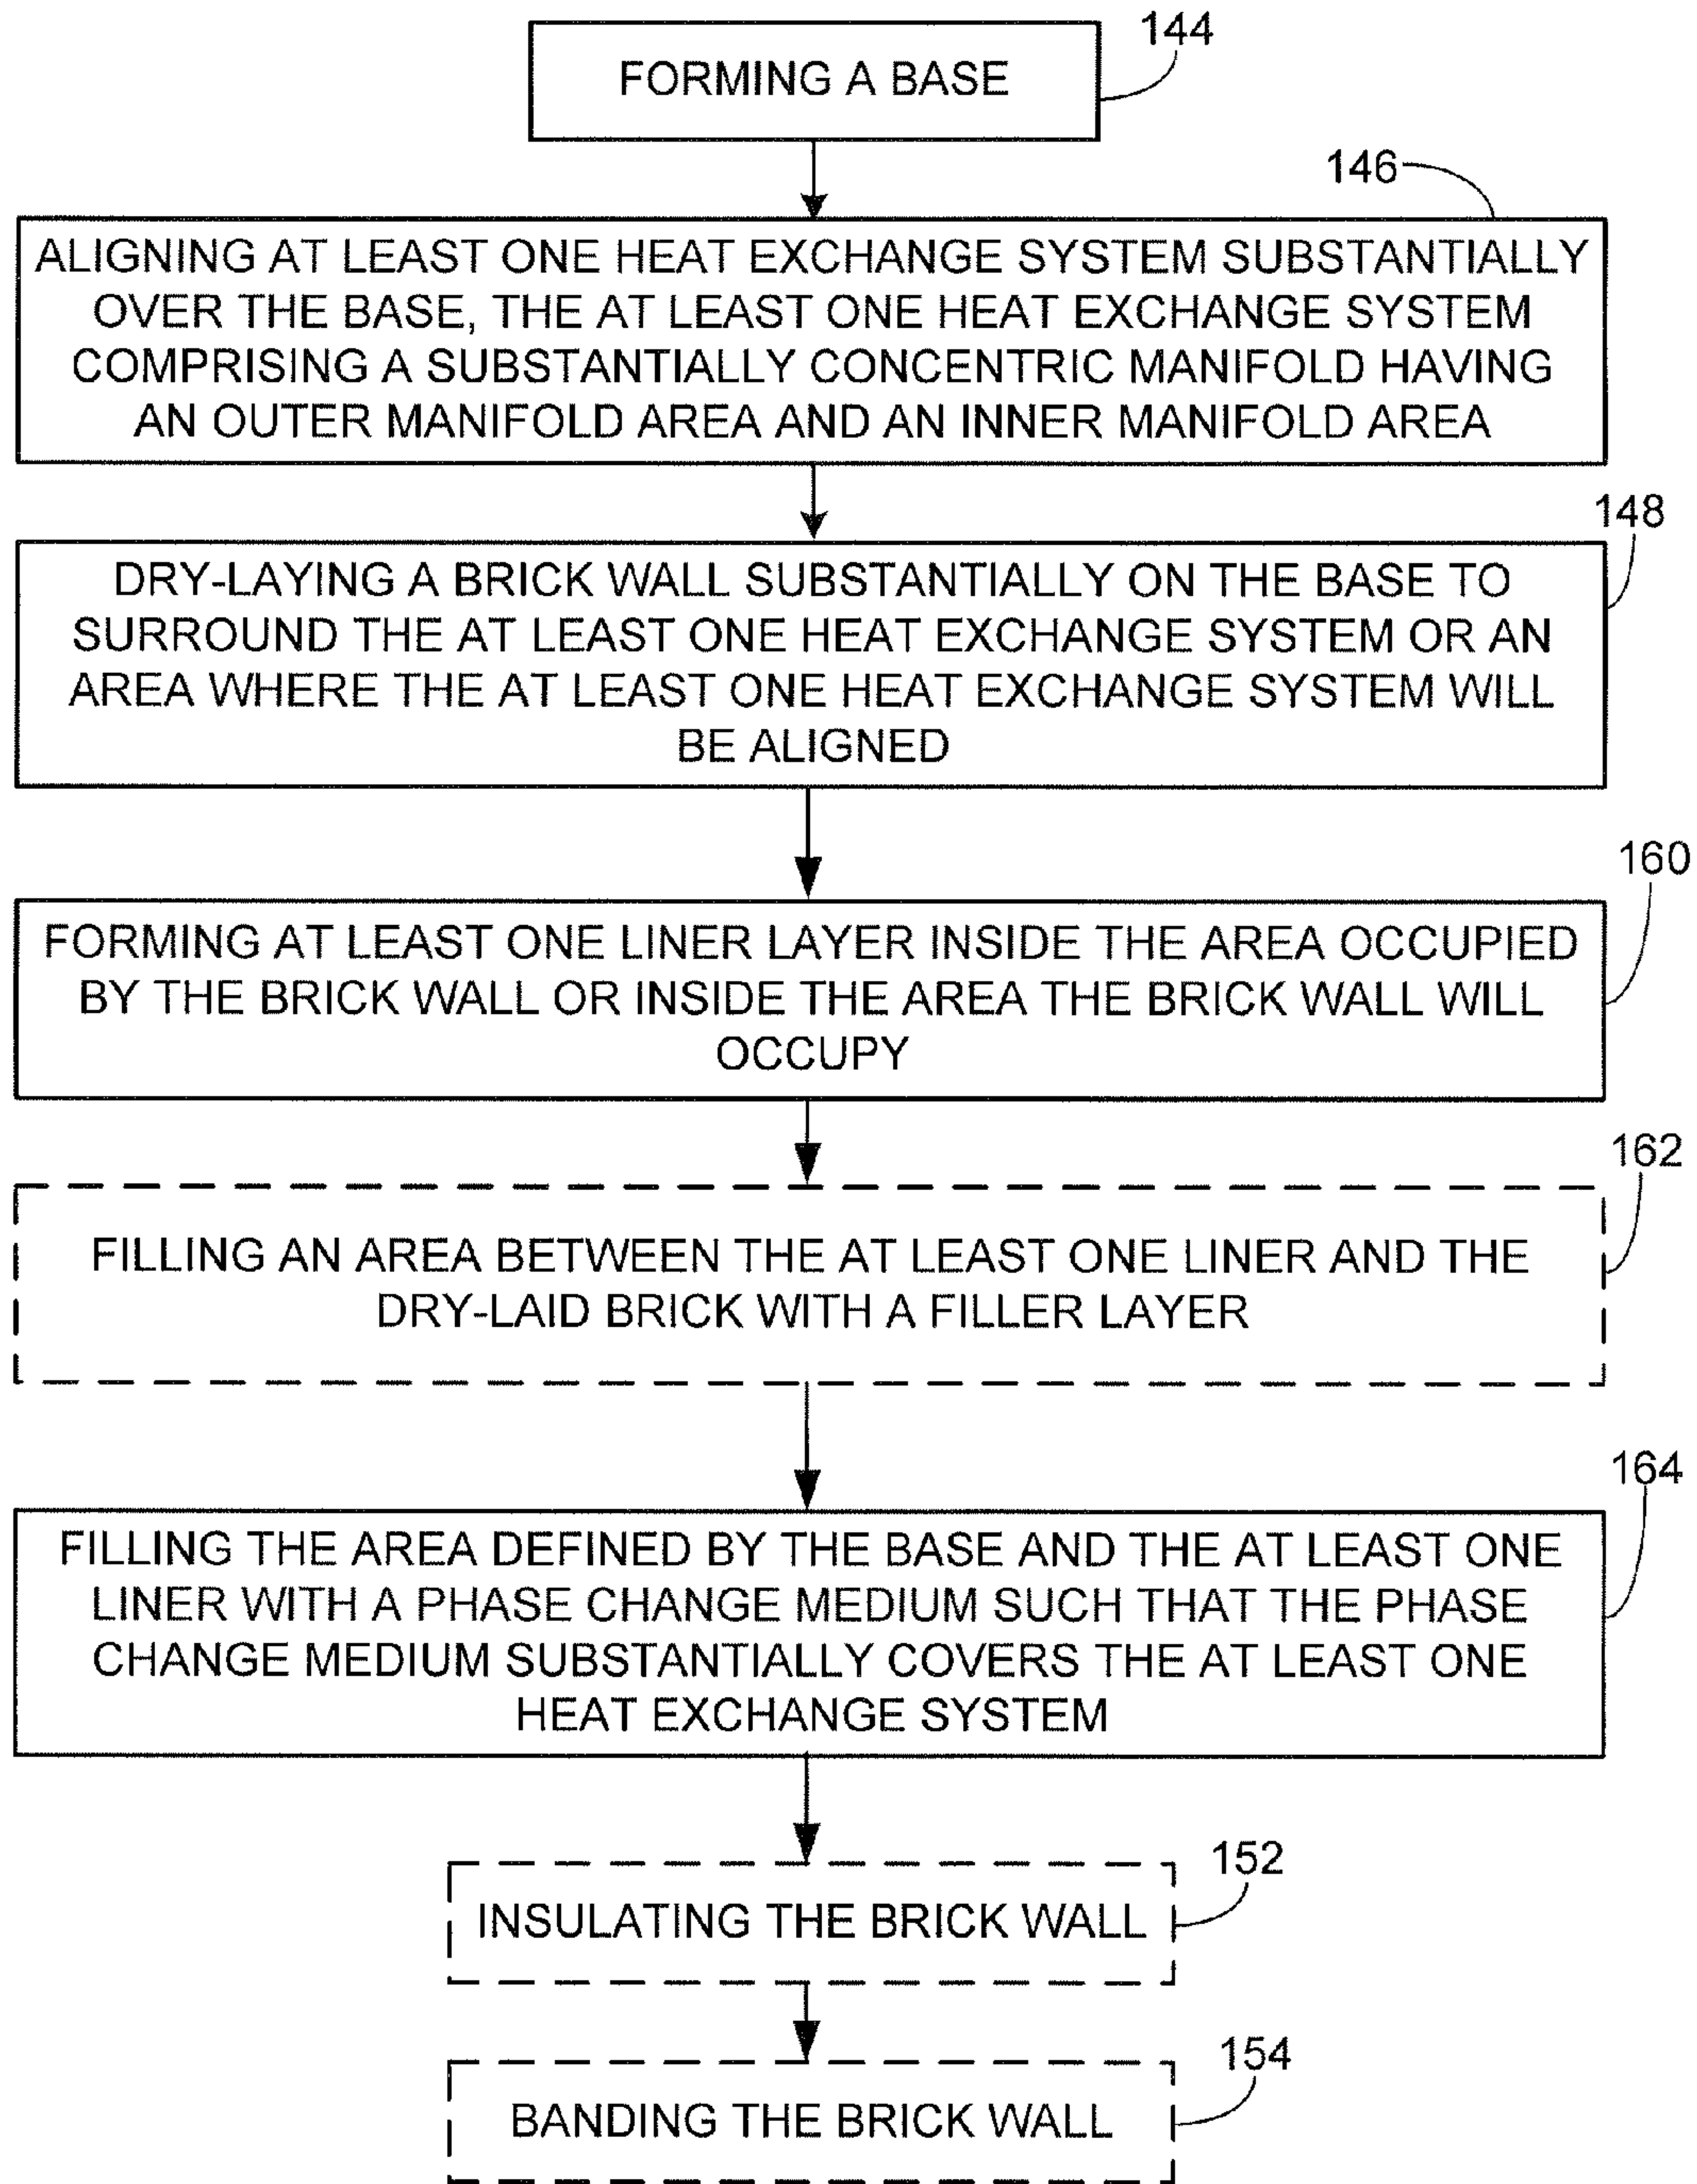 144
FORMING A BASE
146
ALIGNING AT LEAST ONE HEAT EXCHANGE SYSTEM SUBSTANTIALLY
OVER THE BASE, THE AT LEAST ONE HEAT EXCHANGE SYSTEM
COMPRISING A SUBSTANTIALLY CONCENTRIC MANIFOLD HAVING
AN OUTER MANIFOLD AREA AND AN INNER MANIFOLD AREA
148
DRY-LAYING A BRICK WALL SUBSTANTIALLY ON THE BASE TO
SURROUND THE AT LEAST ONE HEAT EXCHANGE SYSTEM OR AN
AREA WHERE THE AT LEAST ONE HEAT EXCHANGE SYSTEM WILL
BE ALIGNED
160
FORMING AT LEAST ONE LINER LAYER INSIDE THE AREA OCCUPIED
BY THE BRICK WALL OR INSIDE THE AREA THE BRICK WALL WILL
OCCUPY
162
FILLING AN AREA BETWEEN THE AT LEAST ONE LINER AND THE
DRY-LAID BRICK WITH A FILLER LAYER
164
FILLING THE AREA DEFINED BY THE BASE AND THE AT LEAST ONE
LINER WITH A PHASE CHANGE MEDIUM SUCH THAT THE PHASE
CHANGE MEDIUM SUBSTANTIALLY COVERS THE AT LEAST ONE
HEAT EXCHANGE SYSTEM
152
INSULATING THE BRICK WALL
154
BANDING THE BRICK WALL